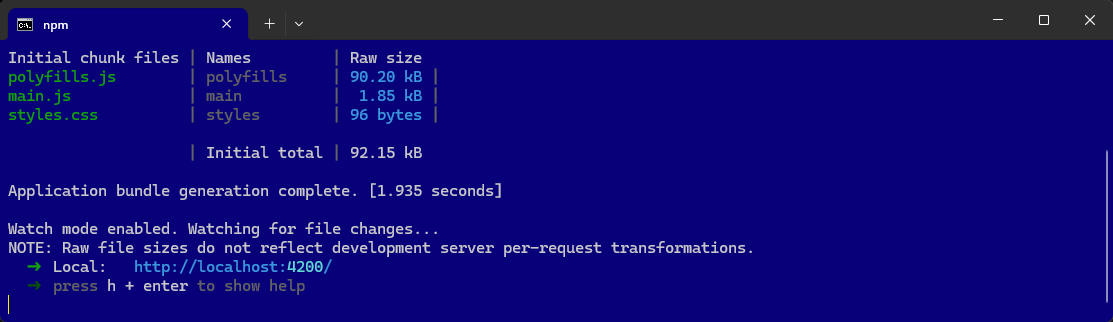 npm
Initial chunk files | Names         | Raw size
polyfills.js        | polyfills     | 90.20 kB |
main.js             | main          |  1.85 kB |
styles.css          | styles        | 96 bytes |
                    | Initial total | 92.15 kB
Application bundle generation complete. [1.935 seconds]
Watch mode enabled. Watching for file changes...
NOTE: Raw file sizes do not reflect development server per-request transformations.
  ➜ Local:   http://localhost:4200/
  ➜ press h + enter to show help